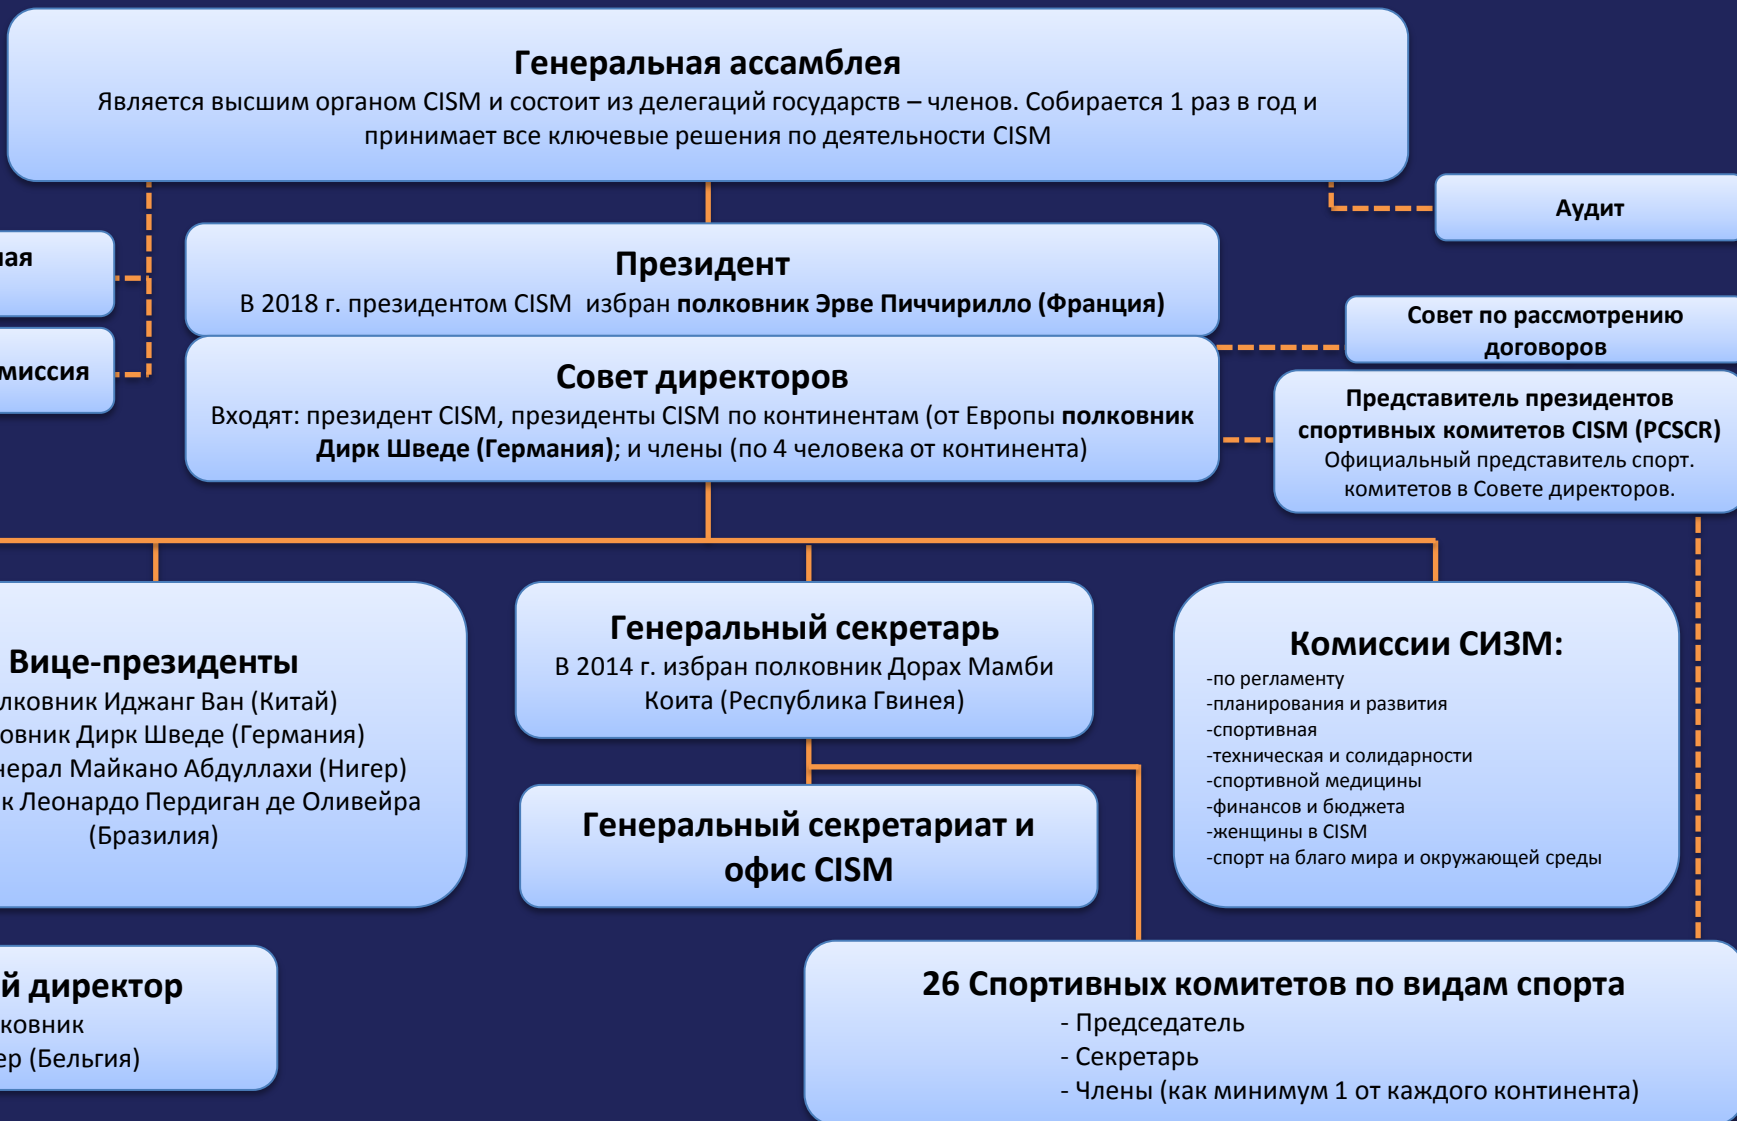 Генеральная ассамблея
Является высшим органом CISM и состоит из делегаций государств – членов. Собирается 1 раз в год и
принимает все ключевые решения по деятельности CISM
Аудит
Президент
В 2018 г. президентом CISM избран полковник Эрве Пиччирилло (Франция)
Совет по рассмотрению
договоров
Совет директоров
Входят: президент CISM, президенты CISM по континентам (от Европы полковник
Дирк Шведе (Германия); и члены (по 4 человека от континента)
Представитель президентов
спортивных комитетов CISM (PCSCR)
Официальный представитель спорт.
комитетов в Совете директоров.
Вице-президенты
Иджанг Ван (Китай)
Дирк Шведе (Германия)
Майкано Абдуллахи (Нигер)
Леонардо Пердиган де Оливейра
(Бразилия)
Генеральный секретарь
В 2014 г. избран полковник Дорах Мамби
Коита (Республика Гвинея)
Генеральный секретариат и
офис CISM
Комиссии СИЗМ:
-по регламенту
-планирования и развития
-спортивная
-техническая и солидарности
-спортивной медицины
-финансов и бюджета
-женщины в CISM
-спорт на благо мира и окружающей среды
директор
(Бельгия)
26 Спортивных комитетов по видам спорта
- Председатель
- Секретарь
- Члены (как минимум 1 от каждого континента)